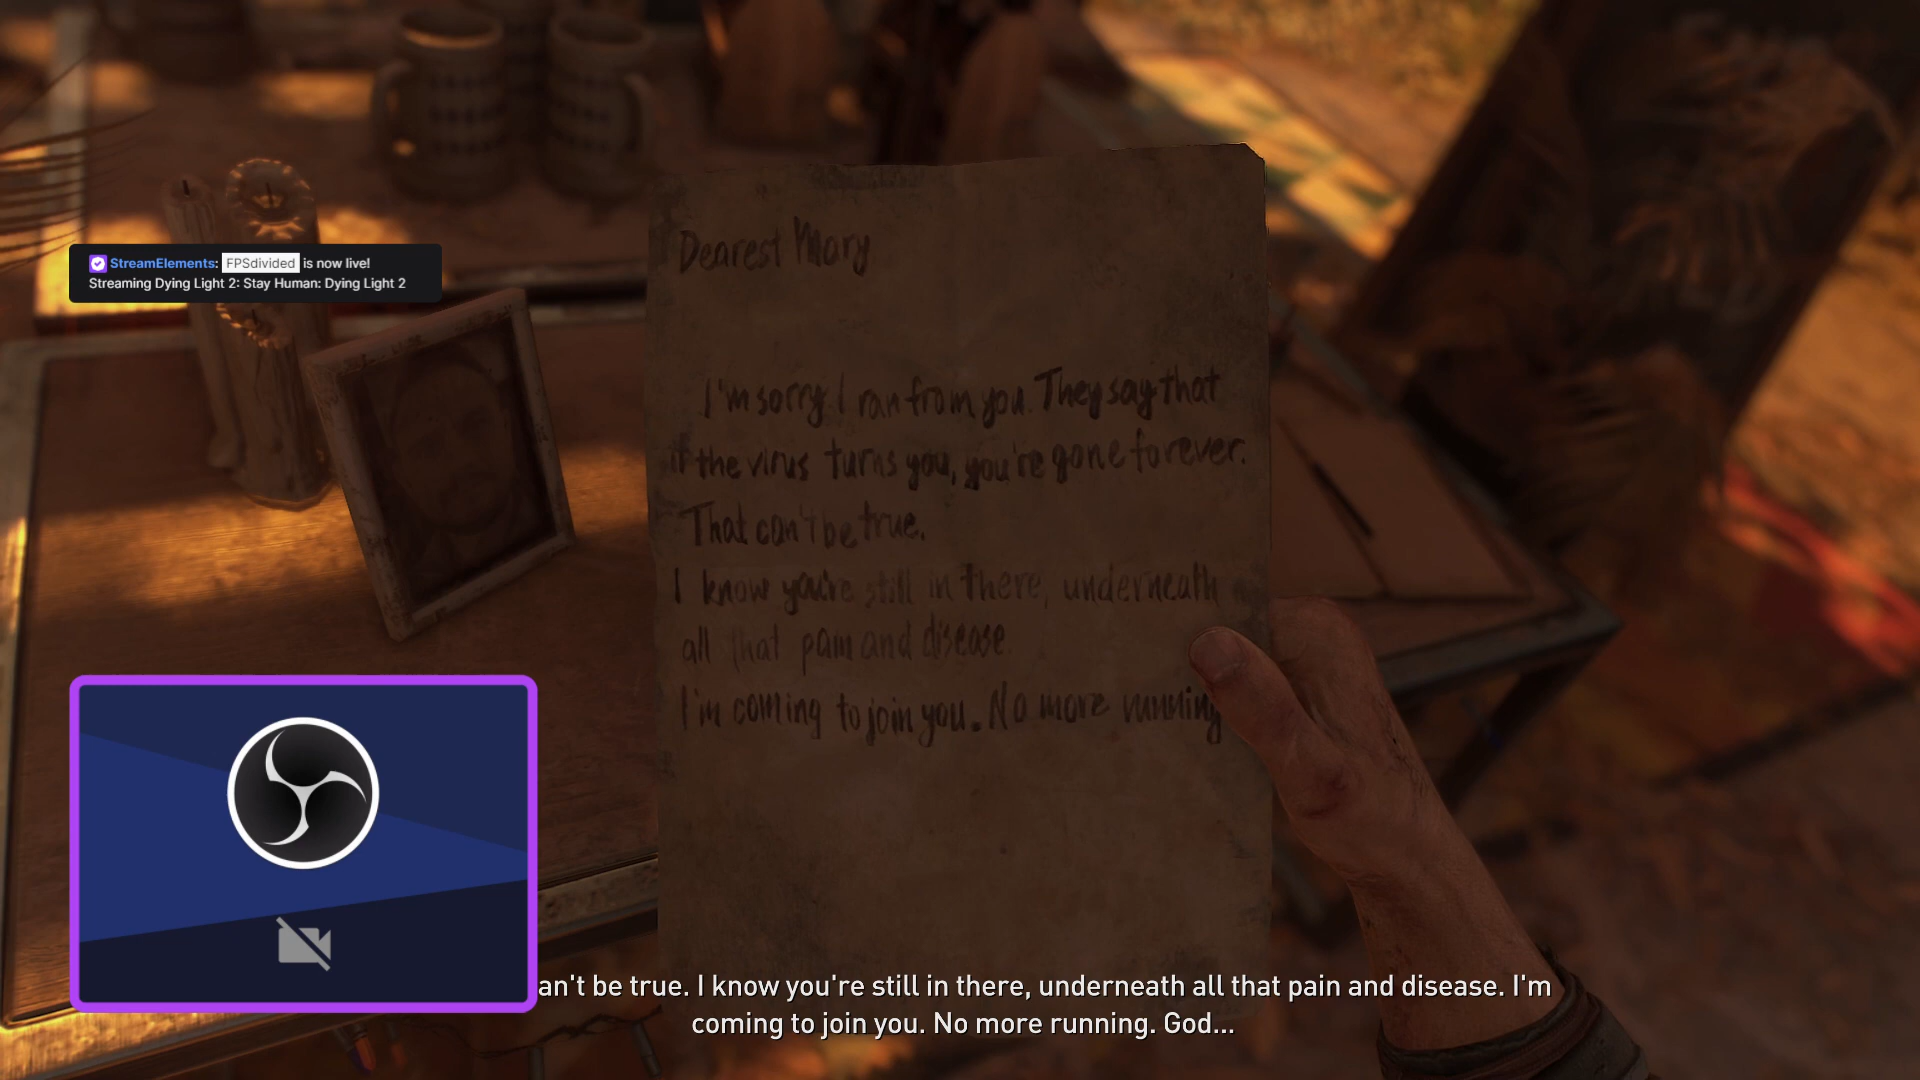 Dearest Mary
StreamElements: FPSdivided is now live!
Streaming Dying Light 2: Stay Human: Dying Light 2
I'm sorry I ran from you. They say that
if the virus turns you, you're gone forever.
That can't be true.
I know you're still in there, underneath
all that pain and disease.
I'm coming to join you. No more running
an't be true. I know you're still in there, underneath all that pain and disease. I'm
coming to join you. No more running. God...